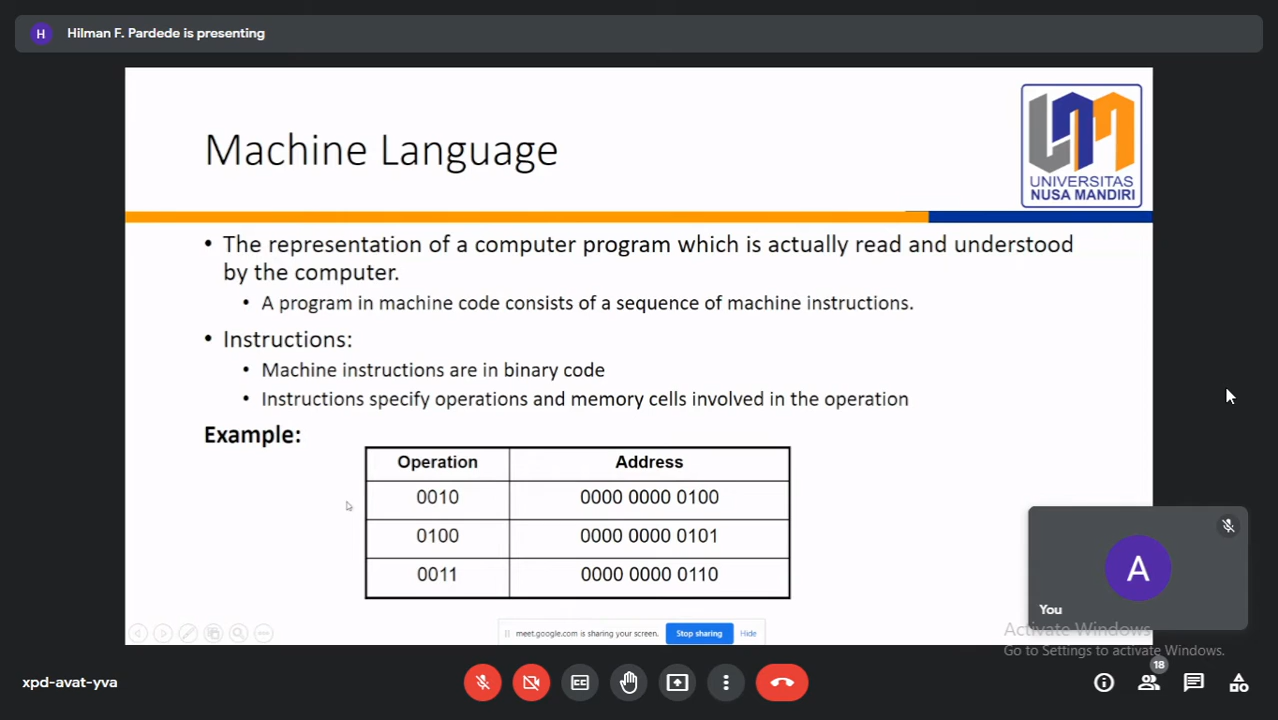 H Hilman F. Pardede is presenting
Machine Language
UNIVERSITAS
NUSA MANDIRI
• The representation of a computer program which is actually read and understood
by the computer.
• A program in machine code consists of a sequence of machine instructions.
• Instructions:
• Machine instructions are in binary code
• Instructions specify operations and memory cells involved in the operation
Example:
Operation Address
0010 0000 0000 0100
0100 0000 0000 0101
0011 0000 0000 0110
A
You
meet.google.com is sharing your screen. Stop sharing Hide
Activate Windows
Go to Settings to activate Windows.
xpd-avat-yva
CC
18